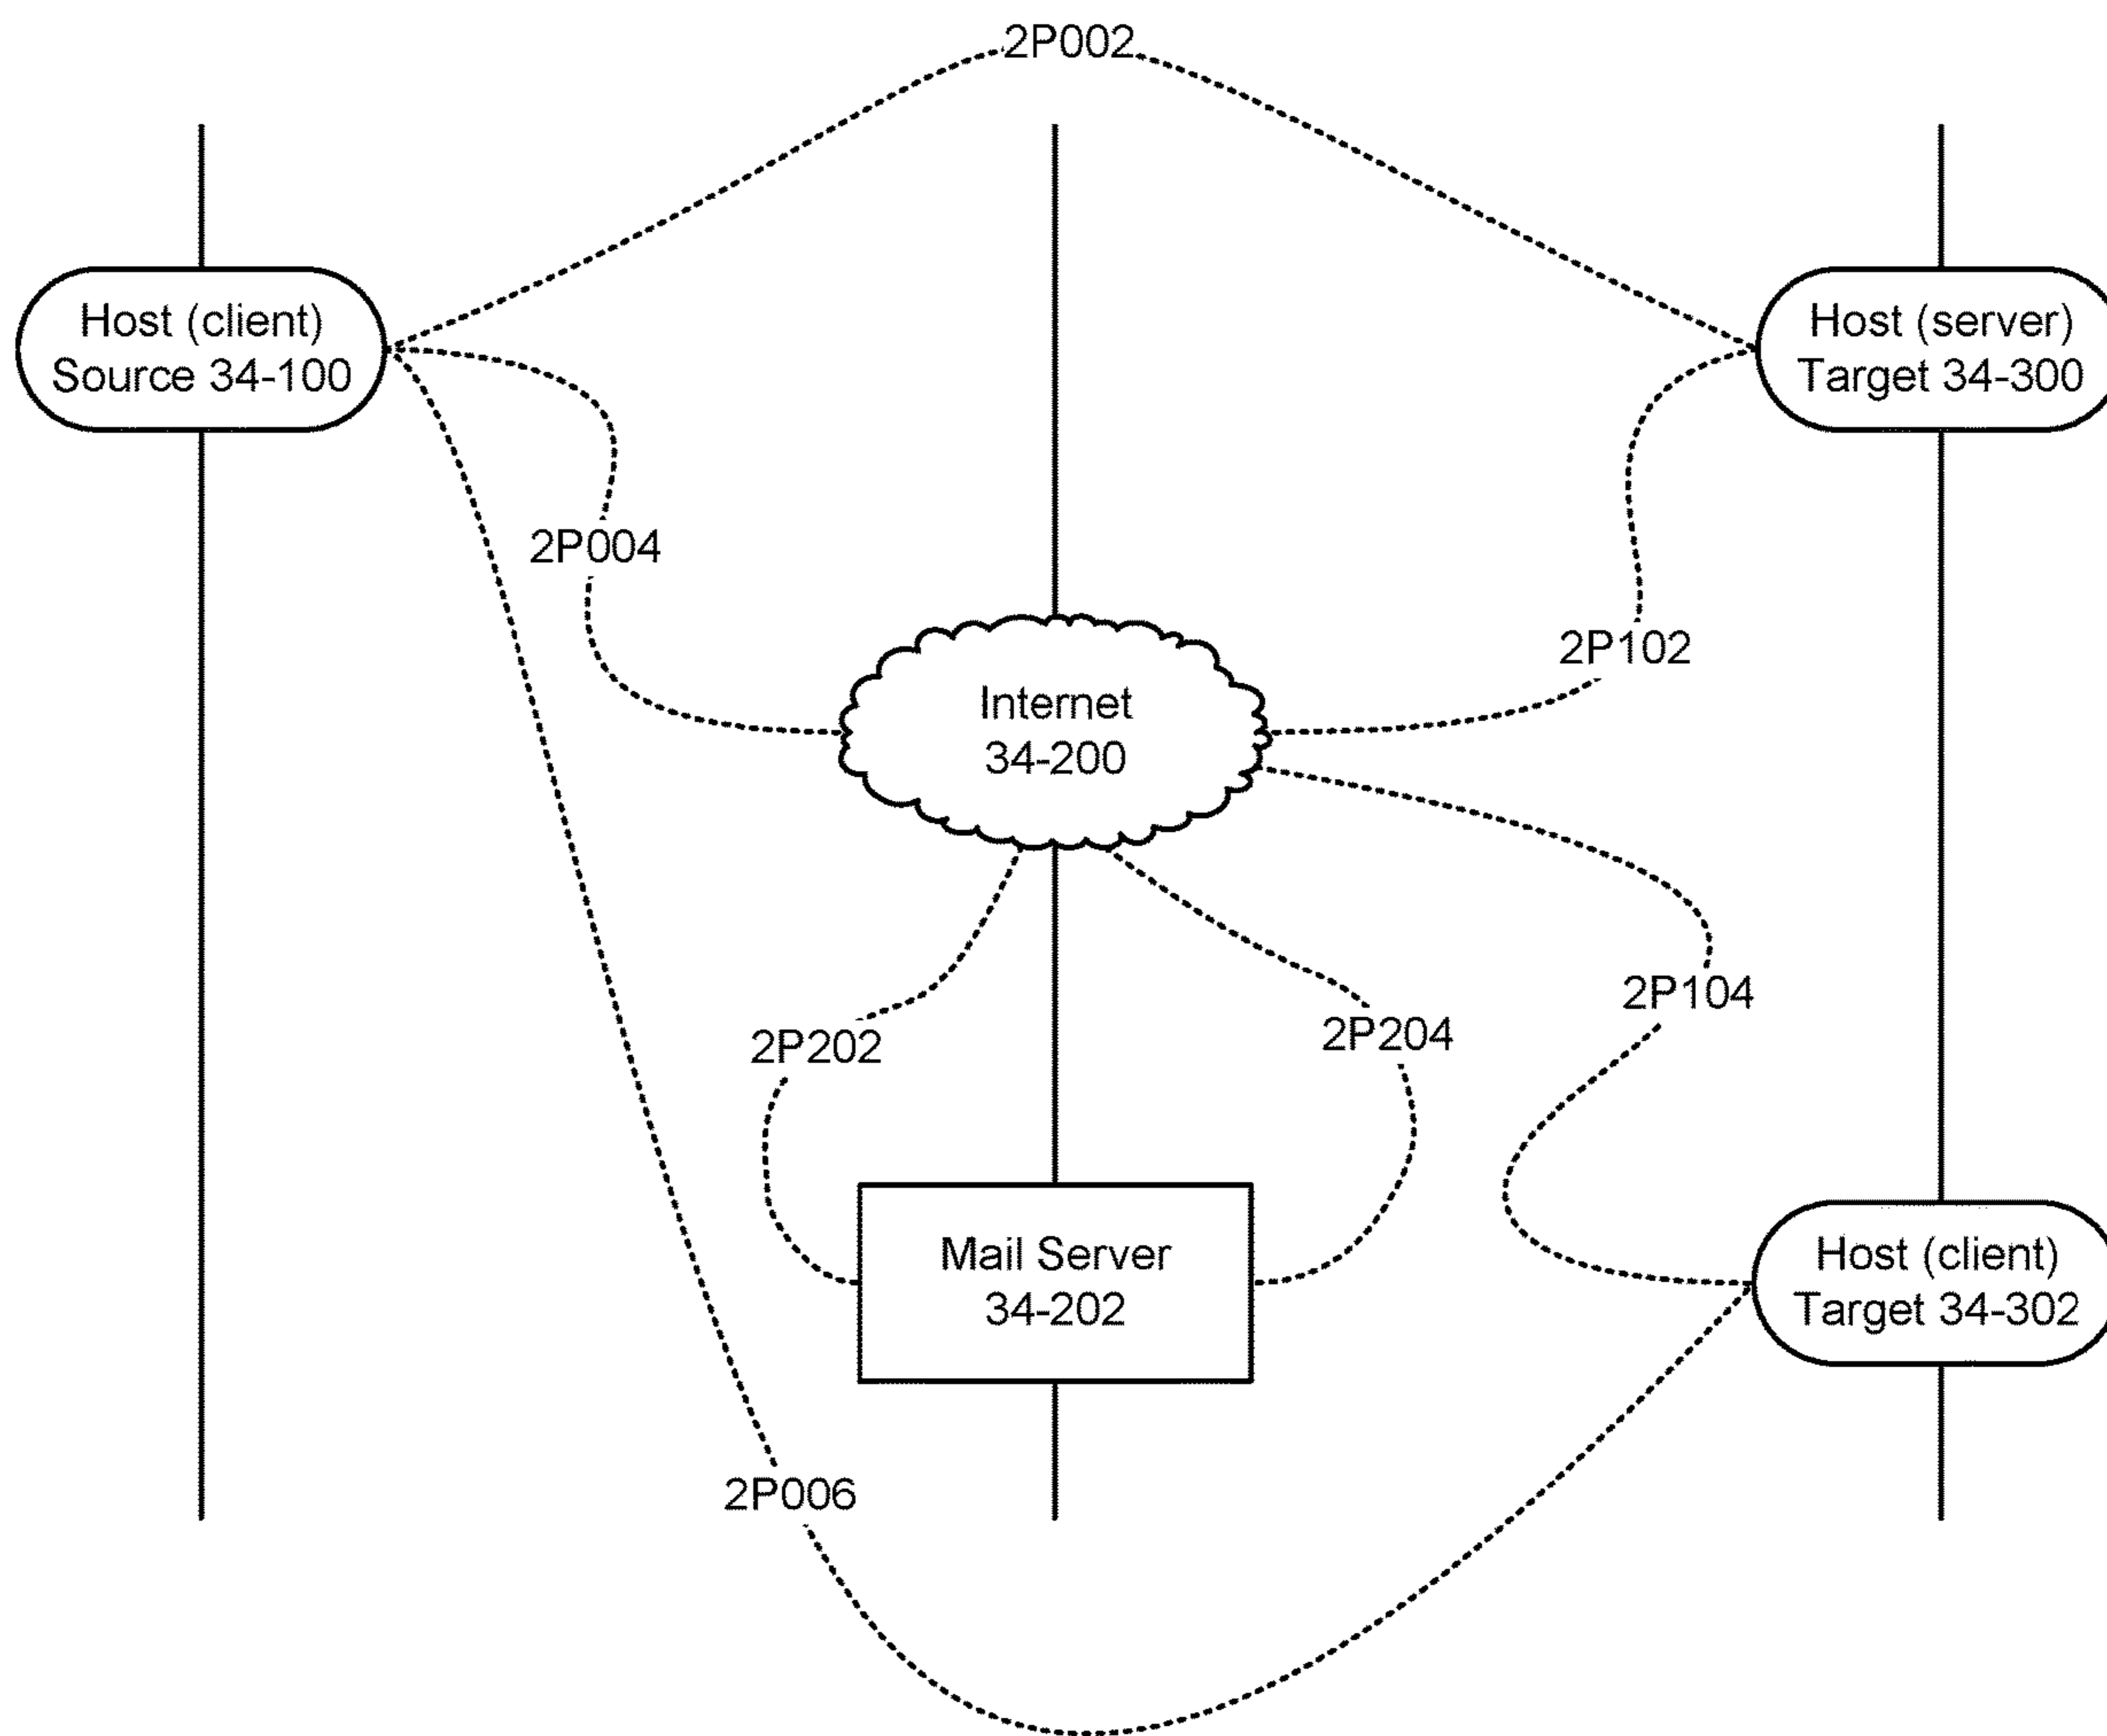 2P002
Host (client)
Source 34-100
Host (server)
Target 34-300
2P004
2P102
Internet
34-200
2P104
2P202
2P204
Mail Server
34-202
Host (client)
Target 34-302
2P006